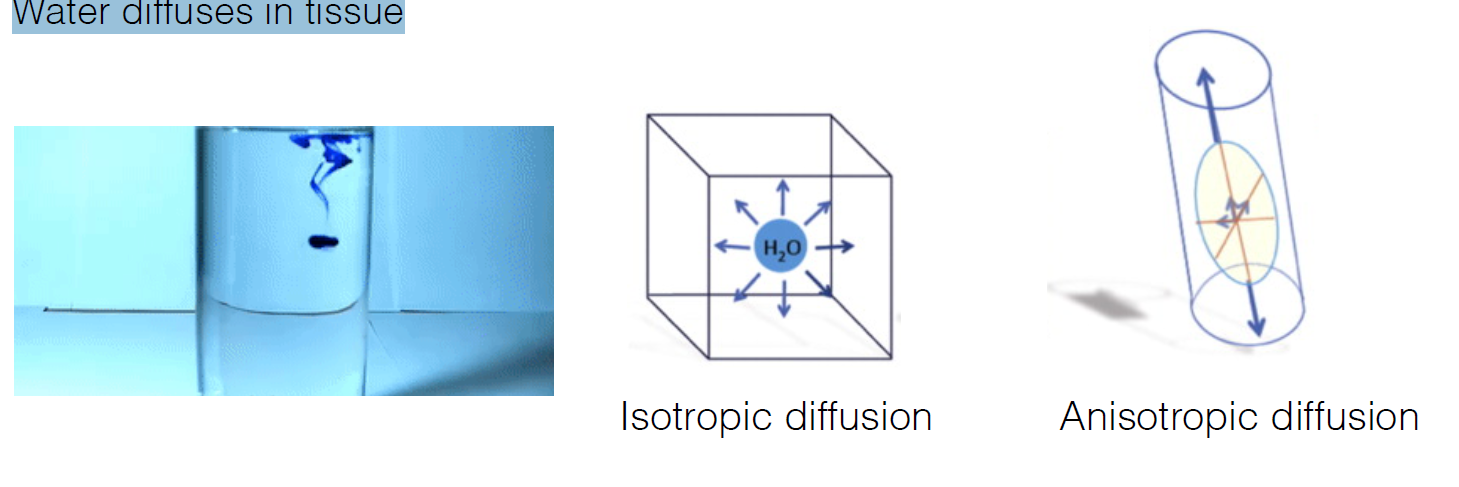 Water diffuses in tissue
H₂O
Isotropic diffusion
Anisotropic diffusion